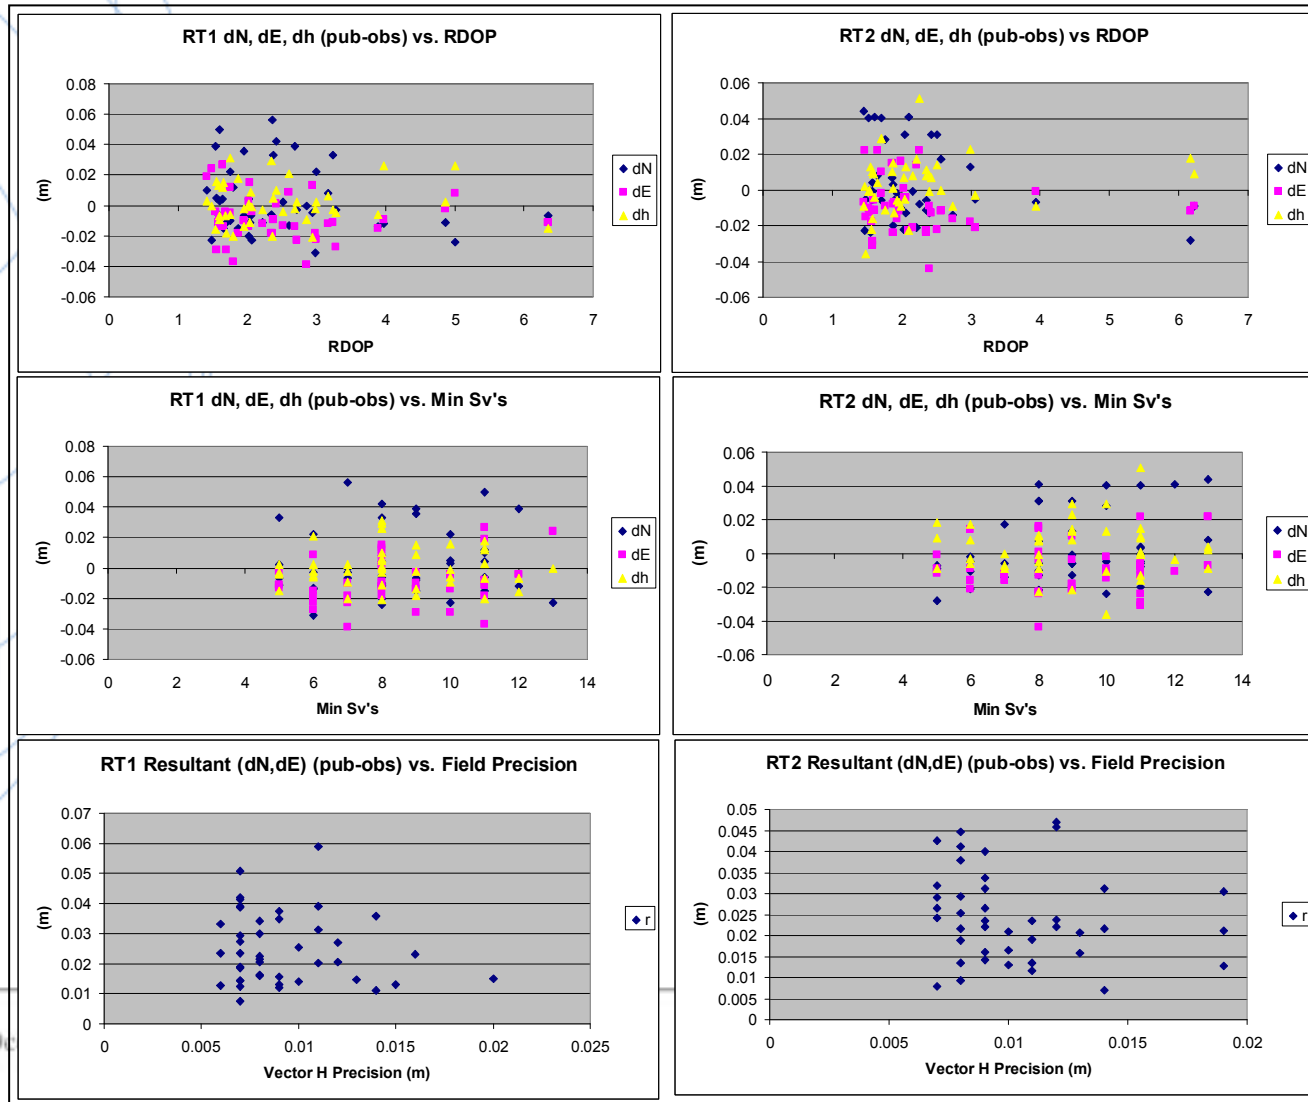 RT1 dN, dE, dh (pub-obs) vs. RDOP
0.08
0.06
0.04
0.02
0
-0.02
-0.04
-0.06
(m)
0 1 2 3 4 5 6 7
RDOP
dN
dE
dh
RT2 dN, dE, dh (pub-obs) vs RDOP
0.06
0.04
0.02
0
-0.02
-0.04
-0.06
(m)
0 1 2 3 4 5 6 7
RDOP
dN
dE
dh
RT1 dN, dE, dh (pub-obs) vs. Min Sv's
0.08
0.06
0.04
0.02
0
-0.02
-0.04
-0.06
(m)
0 2 4 6 8 10 12 14
Min Sv's
dN
dE
dh
RT2 dN, dE, dh (pub-obs) vs. Min Sv's
0.06
0.04
0.02
0
-0.02
-0.04
-0.06
(m)
0 2 4 6 8 10 12 14
Min Sv's
dN
dE
dh
RT1 Resultant (dN,dE) (pub-obs) vs. Field Precision
0.07
0.06
0.05
0.04
0.03
0.02
0.01
0
(m)
0 0.005 0.01 0.015 0.02 0.025
Vector H Precision (m)
r
RT2 Resultant (dN,dE) (pub-obs) vs. Field Precision
0.05
0.045
0.04
0.035
0.03
0.025
0.02
0.015
0.01
0.005
0
(m)
0 0.005 0.01 0.015 0.02
Vector H Precision (m)
r